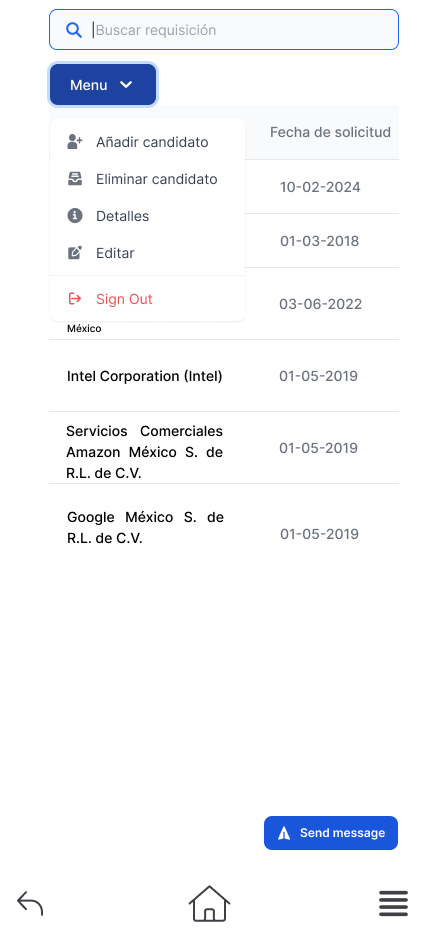 Buscar requisición
Menu
Fecha de solicitud
Añadir candidato
Eliminar candidato
Detalles
Editar
Sign Out
10-02-2024
01-03-2018
03-06-2022
México
Intel Corporation (Intel)
01-05-2019
Servicios Comerciales
Amazon México S. de
R.L. de C.V.
01-05-2019
Google México S. de
R.L. de C.V.
01-05-2019
Send message